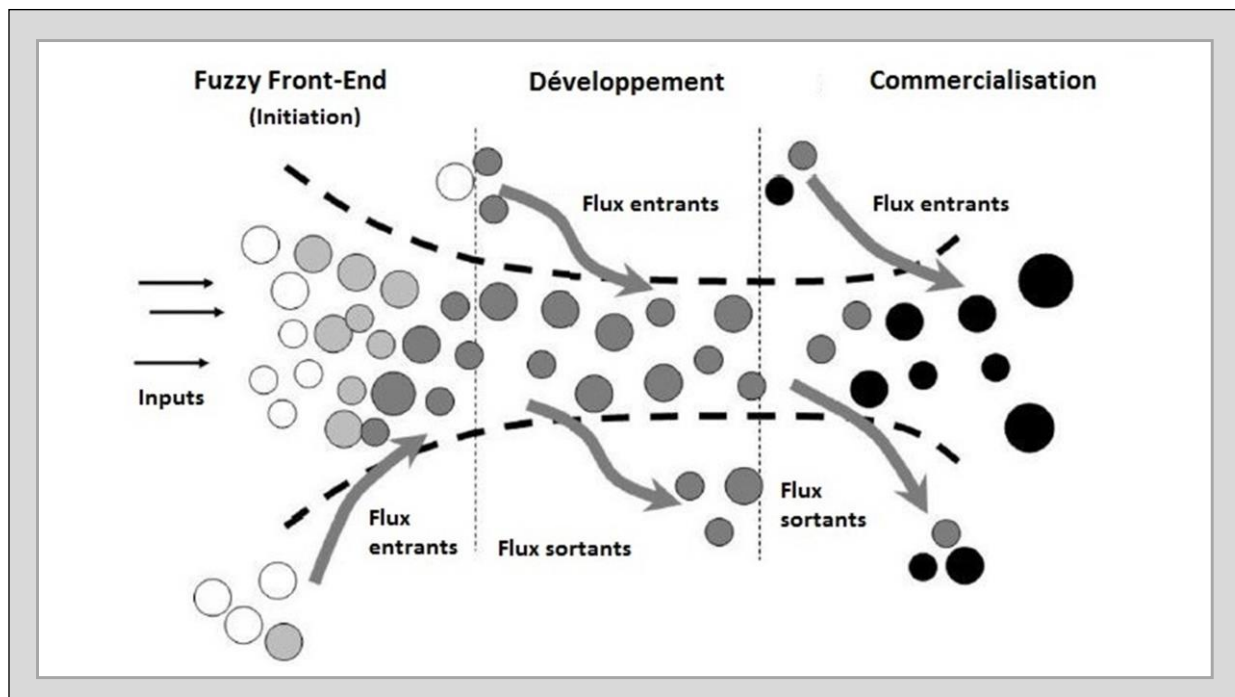 Fuzzy Front-End
(Initiation)
Développement
Commercialisation
Flux entrants
Flux entrants
Inputs
Flux
entrants
Flux sortants
Flux
sortants